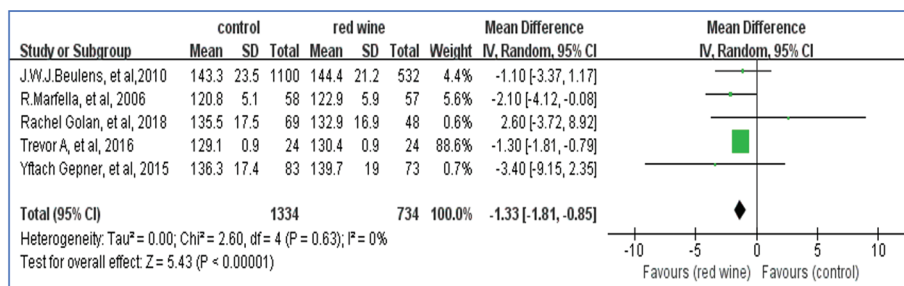 control red wine Mean Difference Mean Difference
Study or Subgroup Mean SD Total Mean SD Total Weight IV, Random, 95% CI IV, Random, 95% CI
J.W.J.Beulens, et al,2010 143.3 23.5 1100 144.4 21.2 532 4.4% -1.10 [-3.37, 1.17]
R.Marfella, et al, 2006 120.8 5.1 58 122.9 5.9 57 5.6% -2.10 [-4.12, -0.08]
Rachel Golan, et al, 2018 135.5 17.5 69 132.9 16.9 48 0.6% 2.60 [-3.72, 8.92]
Trevor A, et al, 2016 129.1 0.9 24 130.4 0.9 24 88.6% -1.30 [-1.81, -0.79]
Yftach Gepner, et al, 2015 136.3 17.4 83 139.7 19 73 0.7% -3.40 [-9.15, 2.35]
Total (95% CI) 1334 734 100.0% -1.33 [-1.81, -0.85]
Heterogeneity: Tau² = 0.00; Chi² = 2.60, df = 4 (P = 0.63); I² = 0%
Test for overall effect: Z = 5.43 (P < 0.00001)
-10 -5 0 5 10
Favours (red wine) Favours (control)